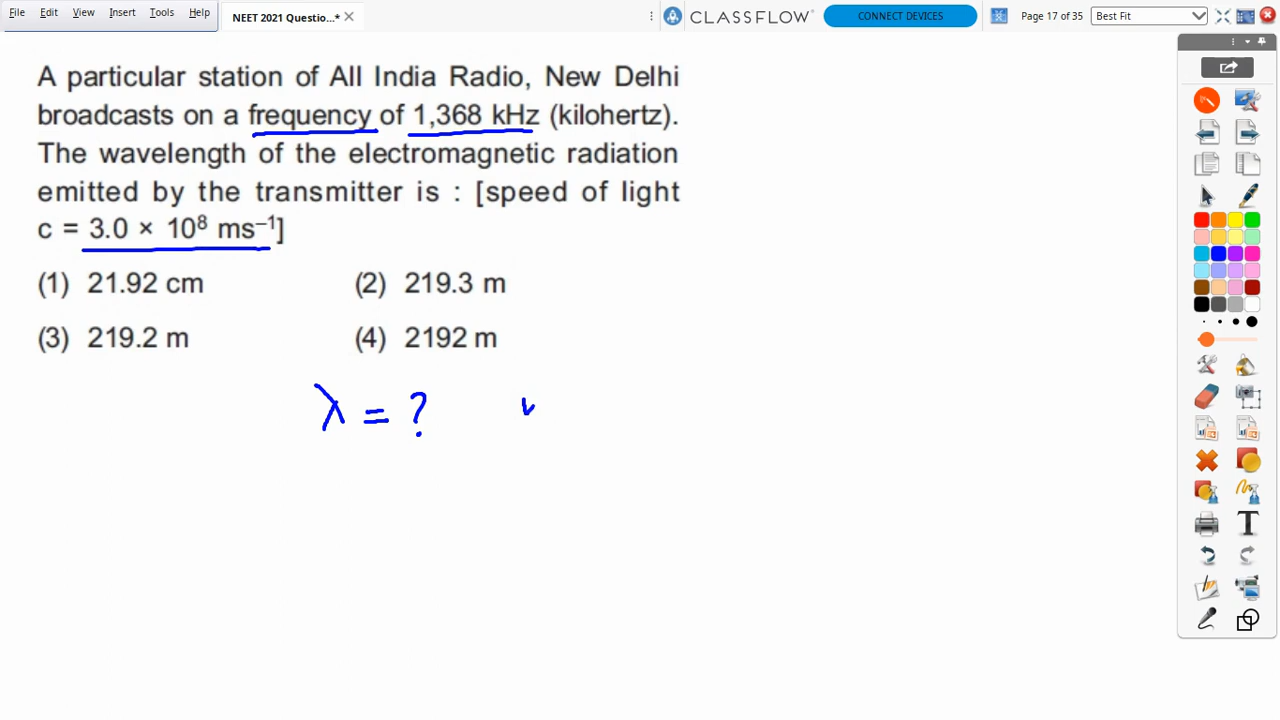 File Edit View Insert Tools Help
NEET 2021 Questio...*
CLASSFLOW
CONNECT DEVICES
Page 17 of 35
Best Fit
A particular station of All India Radio, New Delhi
broadcasts on a frequency of 1,368 kHz (kilohertz).
The wavelength of the electromagnetic radiation
emitted by the transmitter is : [speed of light
c = 3.0 × 10⁸ ms⁻¹]
(1) 21.92 cm (2) 219.3 m
(3) 219.2 m (4) 2192 m
λ = ?